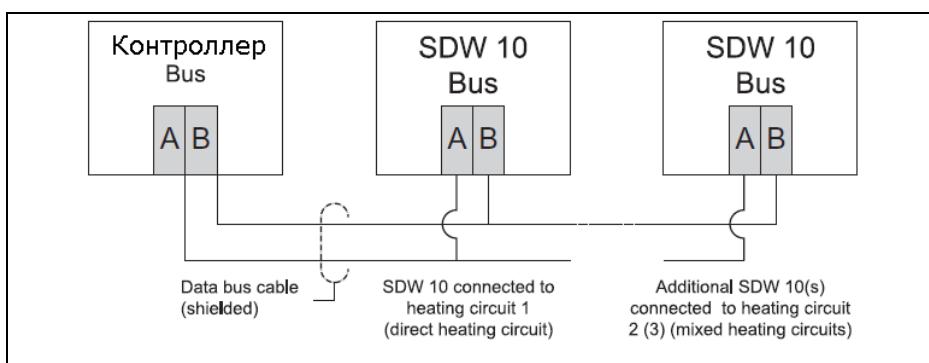 Контроллер
Bus
A B
SDW 10
Bus
A B
SDW 10
Bus
A B
Data bus cable
(shielded)
SDW 10 connected to
heating circuit 1
(direct heating circuit)
Additional SDW 10(s)
connected to heating circuit
2 (3) (mixed heating circuits)